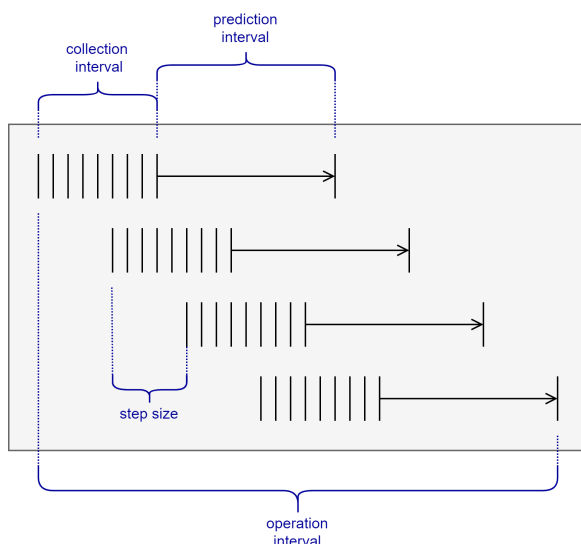 prediction
interval
collection
interval
step size
operation
interval